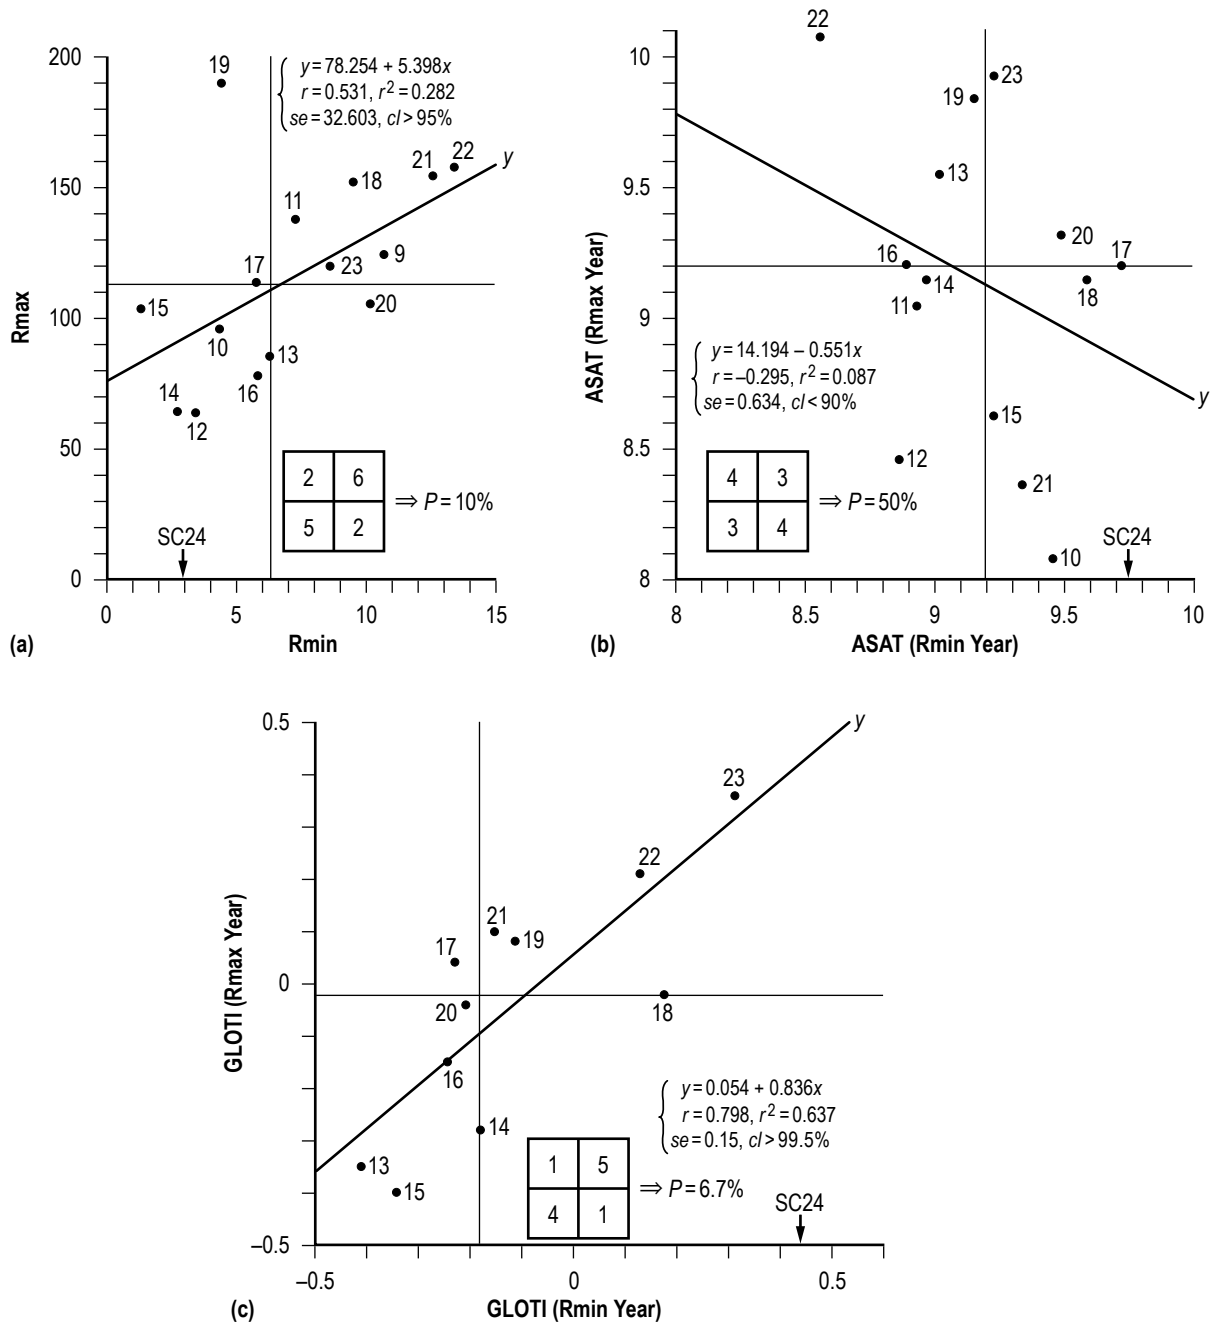 200
150
100
50
0
Rmax
19
y = 78.254 + 5.398x
r = 0.531, r² = 0.282
se = 32.603, cl > 95%
22
y
21
18
11
9
17
23
15
20
10
13
14
16
12
2 6
5 2
⇒ P = 10%
SC24
0 5 10 15
(a) Rmin
22
10
23
19
9.5
13
20
17
16
14
18
11
9
ASAT (Rmax Year)
y = 14.194 – 0.551x
r = –0.295, r² = 0.087
se = 0.634, cl < 90%
y
15
8.5
12
21
4 3
3 4
⇒ P = 50%
SC24
10
8
8 8.5 9 9.5 10
(b) ASAT (Rmin Year)
0.5
y
23
22
21
19
17
0
GLOTI (Rmax Year)
20
18
16
y = 0.054 + 0.836x
r = 0.798, r² = 0.637
se = 0.15, cl > 99.5%
14
13
15
1 5
4 1
⇒ P = 6.7%
SC24
–0.5
–0.5 0 0.5
(c) GLOTI (Rmin Year)